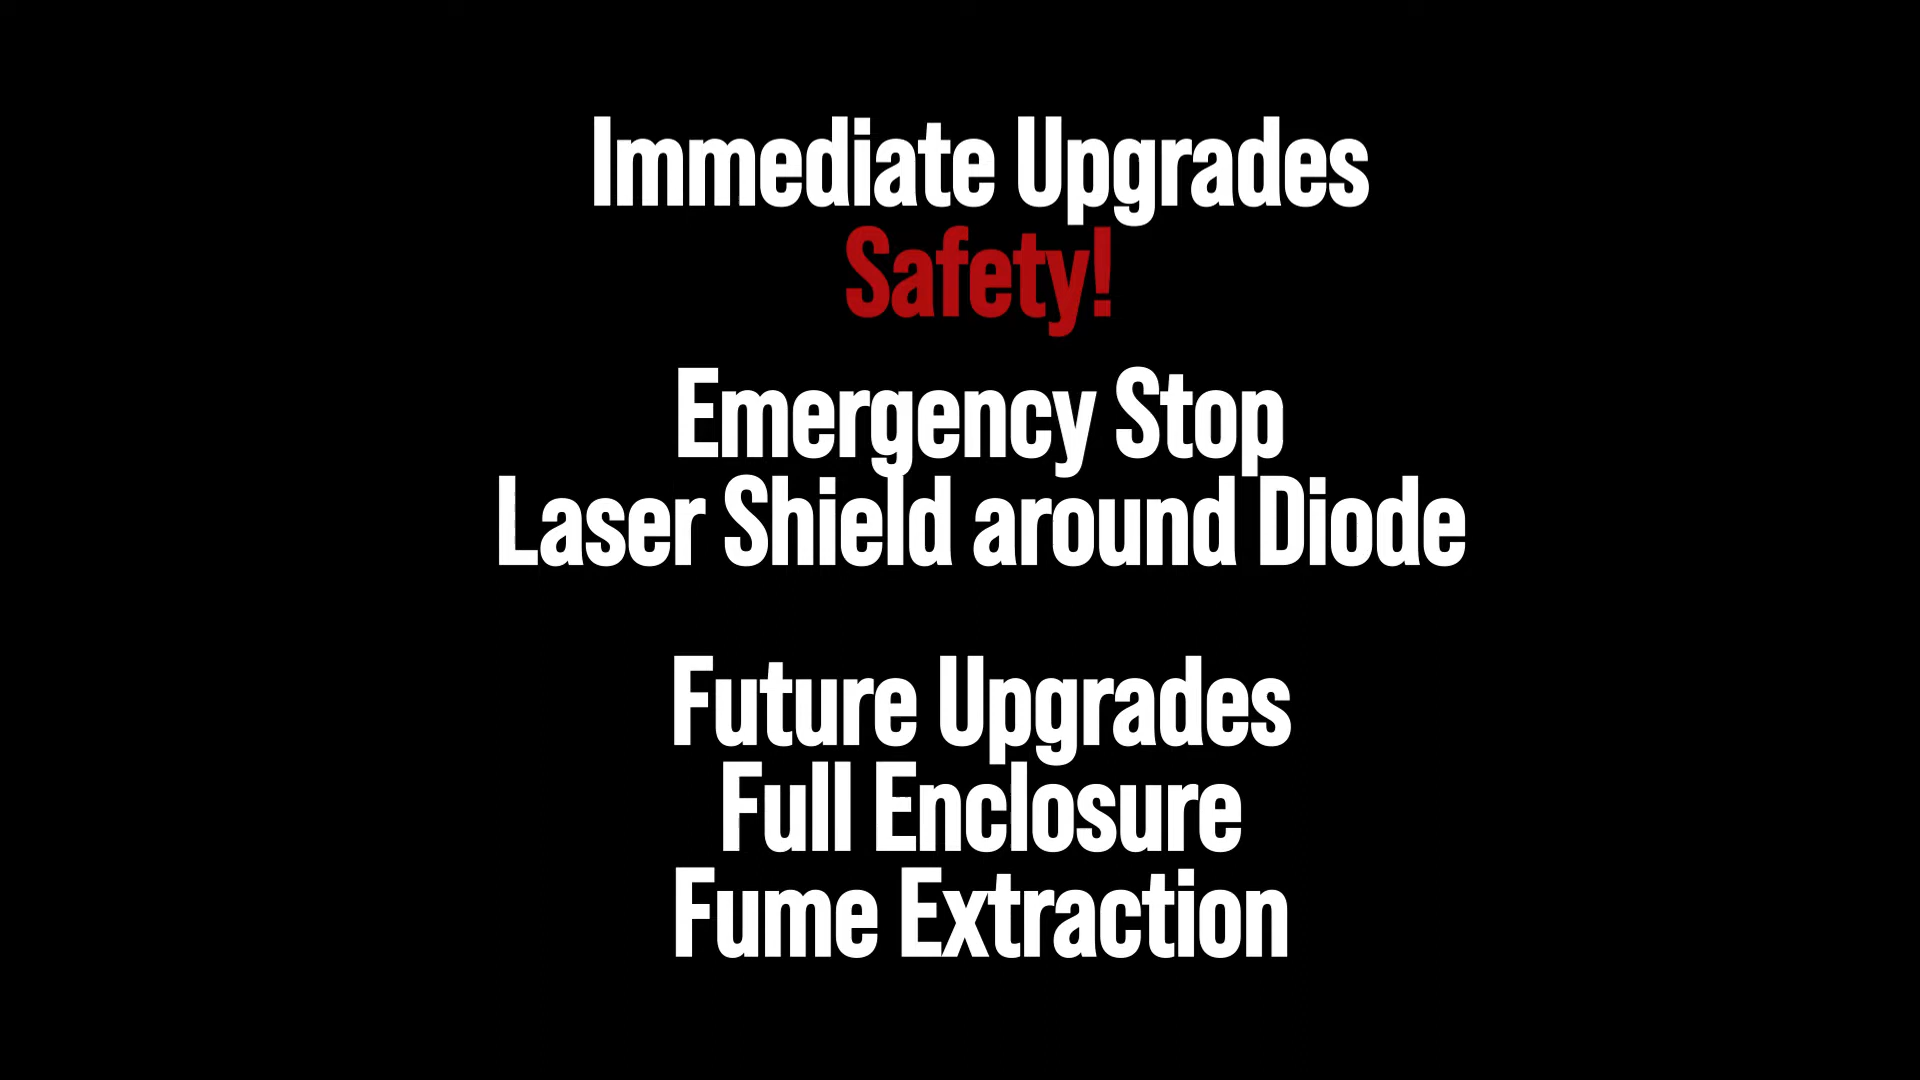 Immediate Upgrades
Safety!
Emergency Stop
Laser Shield around Diode
Future Upgrades
Full Enclosure
Fume Extraction